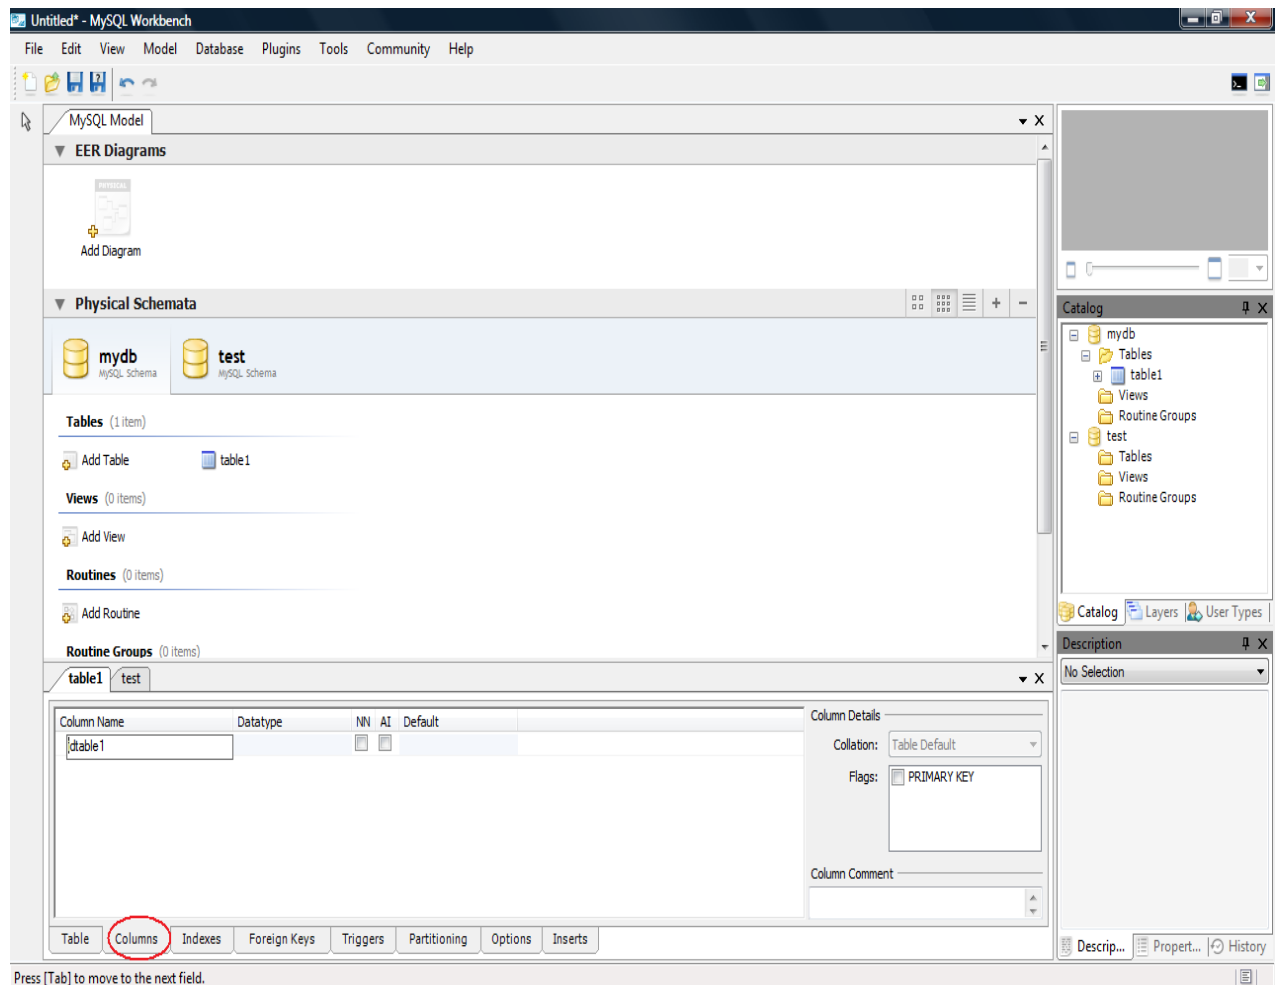 Untitled* - MySQL Workbench
File Edit View Model Database Plugins Tools Community Help
MySQL Model
EER Diagrams
PHYSICAL
Add Diagram
Physical Schemata
mydb
MySQL Schema
test
MySQL Schema
Tables (1 item)
Add Table
table1
Views (0 items)
Add View
Routines (0 items)
Add Routine
Routine Groups (0 items)
table1 test
Column Name Datatype NN AI Default
dtable1
Column Details
Collation: Table Default
Flags: PRIMARY KEY
Column Comment
Table Columns Indexes Foreign Keys Triggers Partitioning Options Inserts
Catalog
mydb
Tables
table1
Views
Routine Groups
test
Tables
Views
Routine Groups
Catalog Layers User Types
Description
No Selection
Descrip... Propert... History
Press [Tab] to move to the next field.